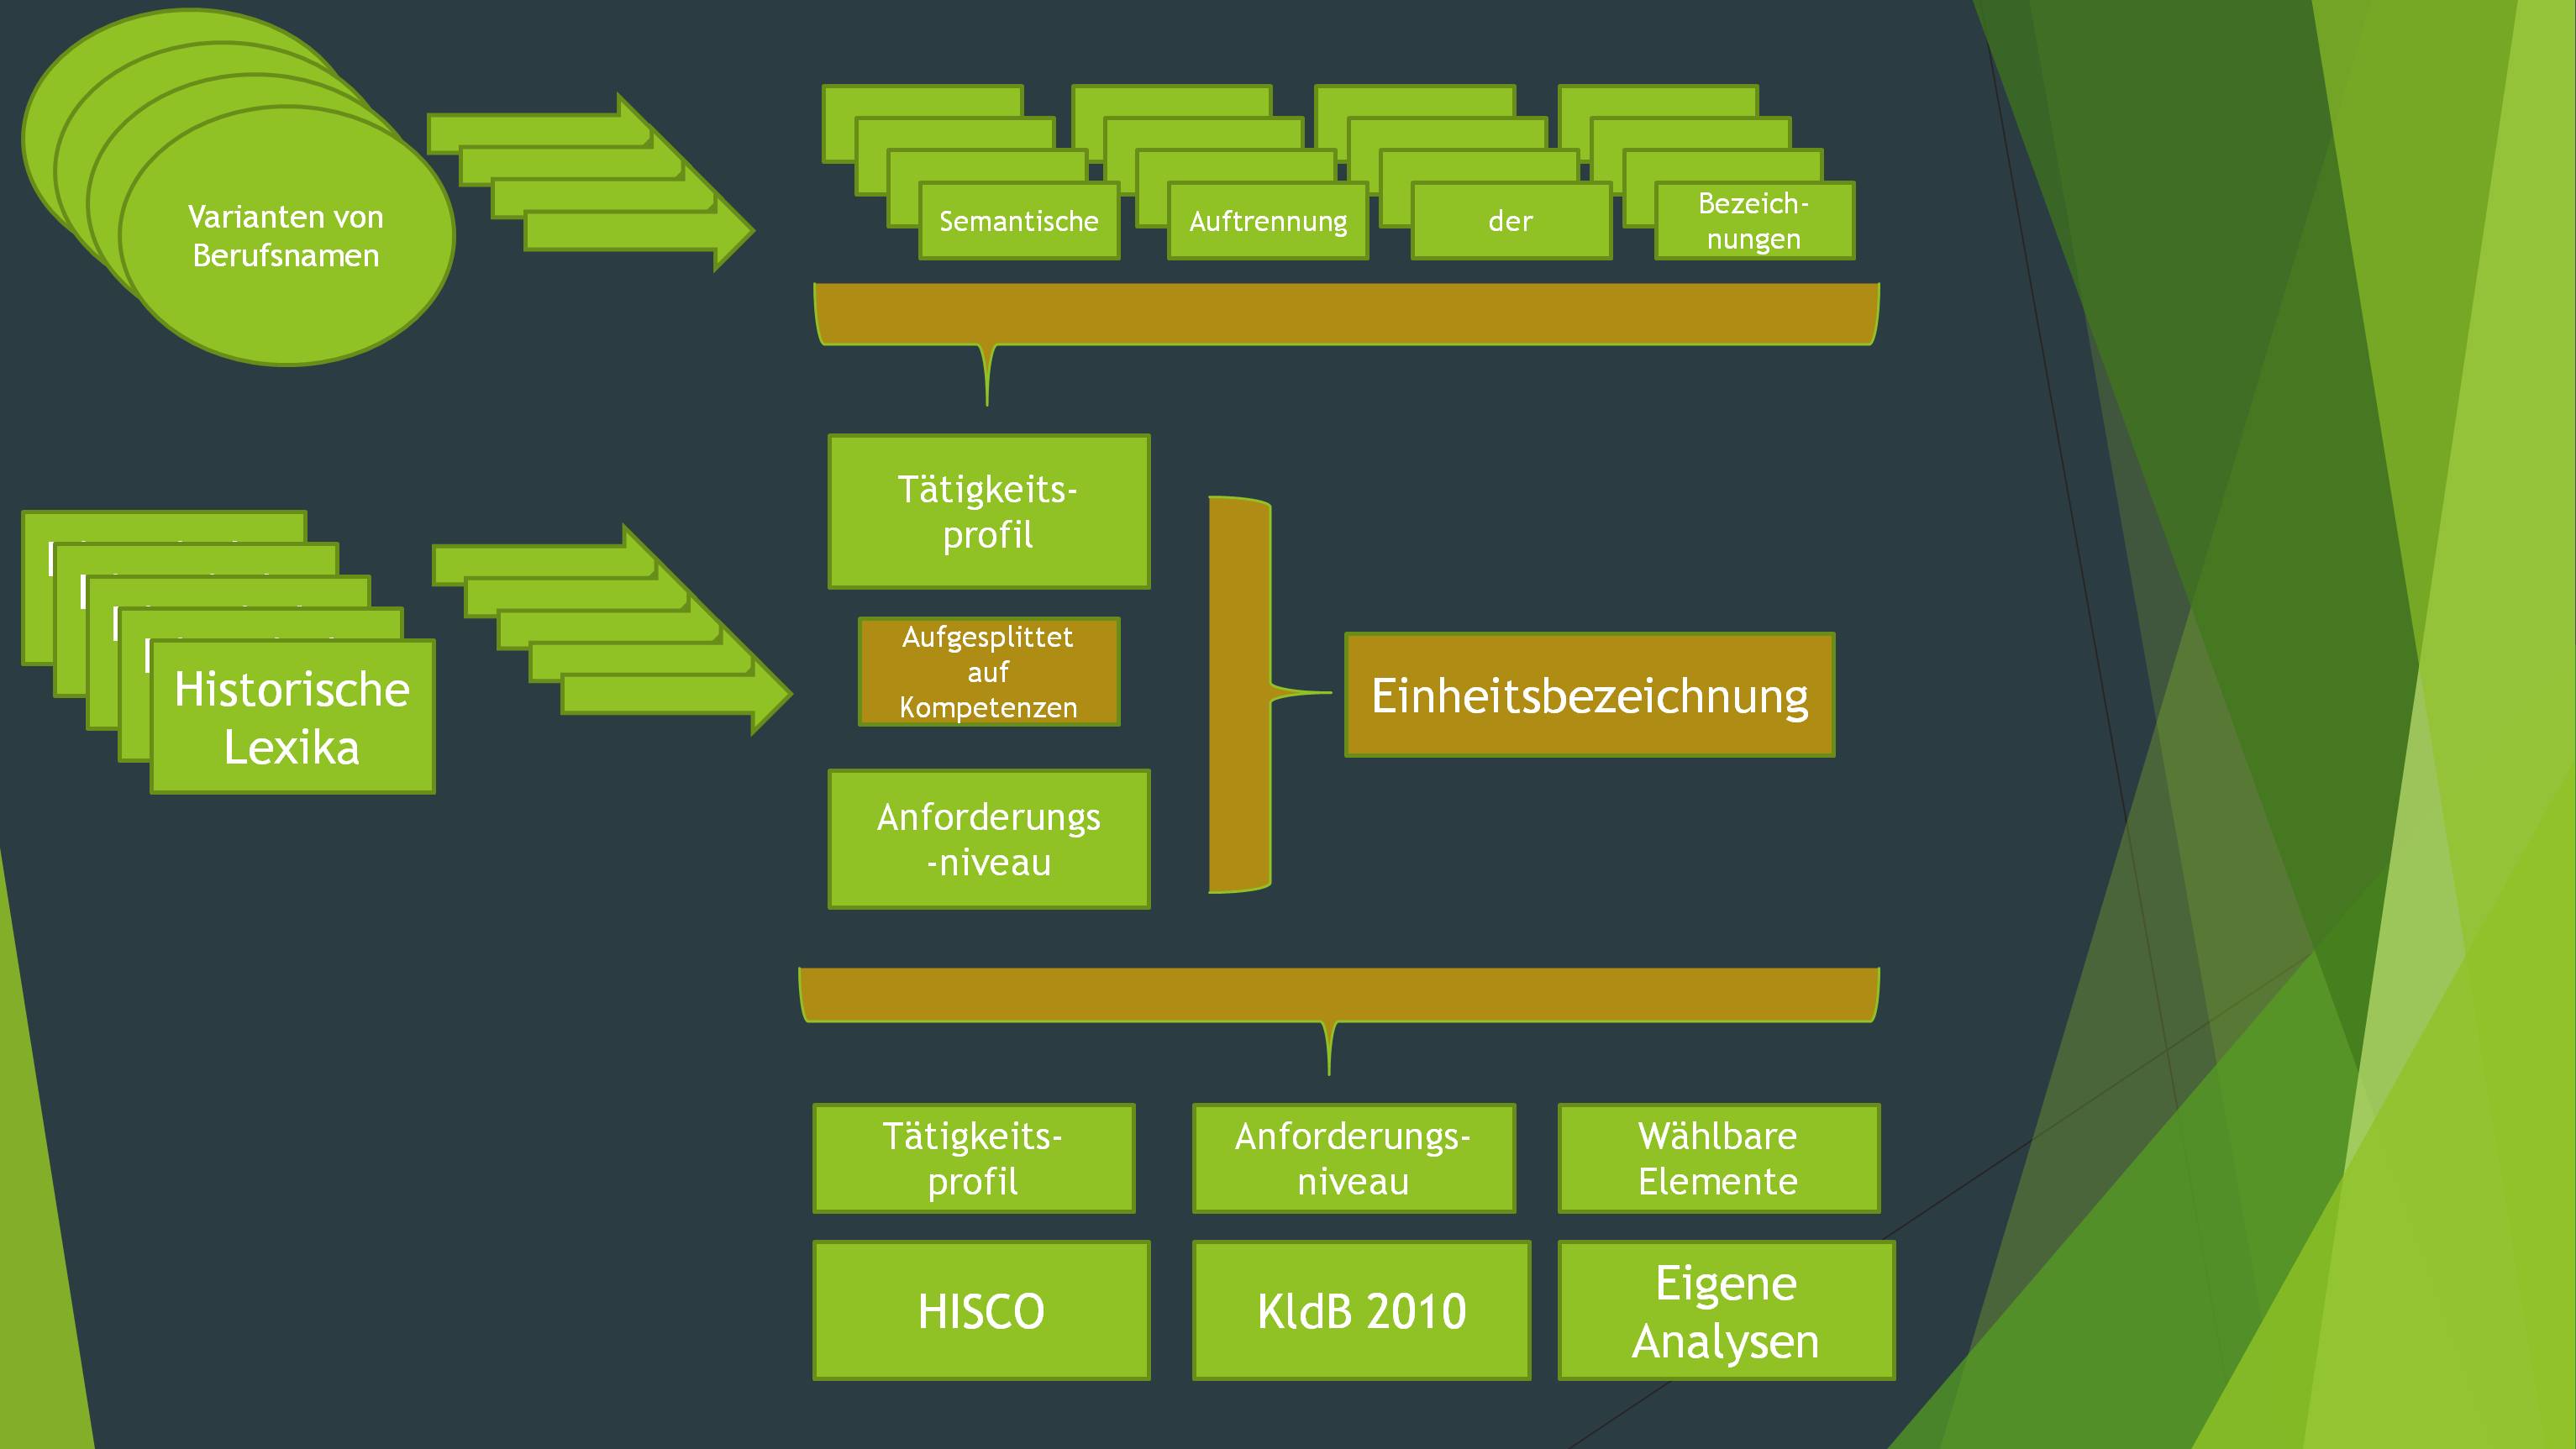 Varianten von
Berufsnamen
Semantische
Auftrennung
der
Bezeich-
nungen
Tätigkeits-
profil
Historische
Lexika
Aufgesplittet
auf
Kompetenzen
Einheitsbezeichnung
Anforderungs
-niveau
Tätigkeits-
profil
Anforderungs-
niveau
Wählbare
Elemente
HISCO
KldB 2010
Eigene
Analysen